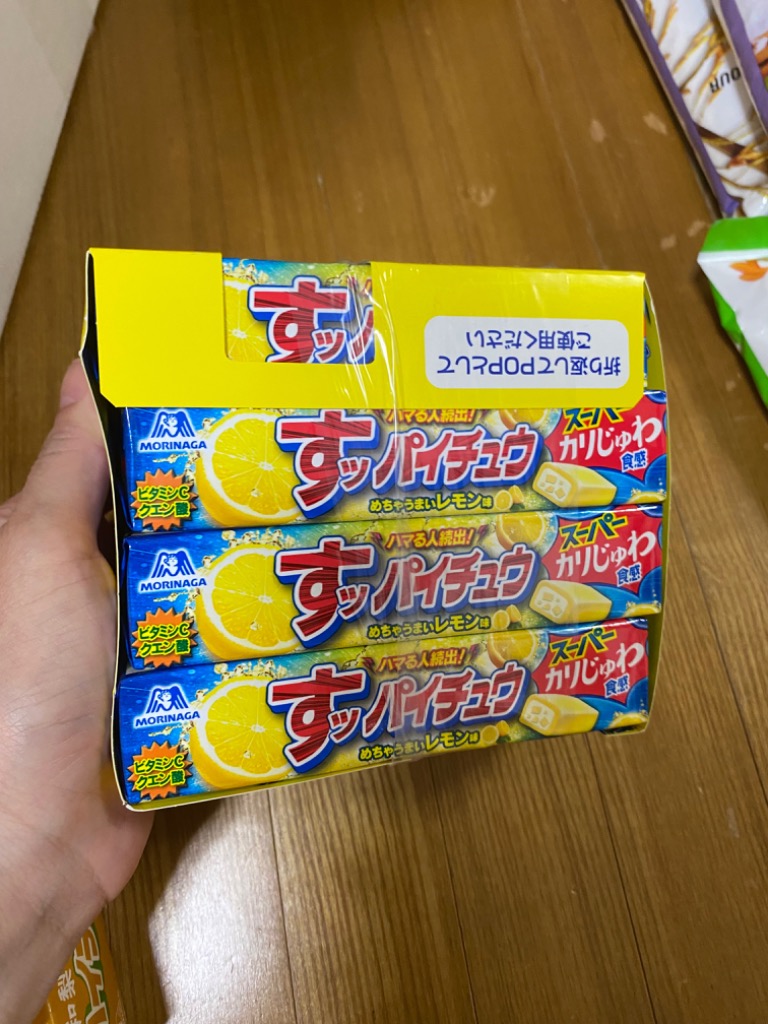 OUR
すッパ
折り返してPOPとして
ご使用ください
MORINAGA
ハマる人続出!
すッパイチュウ
めちゃうまいレモン味
スーパー
カリじゅわ
食感
ビタミンC
クエン酸
MORINAGA
ハマる人続出!
すッパイチュウ
めちゃうまいレモン味
スーパー
カリじゅわ
食感
ビタミンC
クエン酸
MORINAGA
ハマる人続出!
すッパイチュウ
めちゃうまいレモン味
スーパー
カリじゅわ
食感
ビタミンC
クエン酸
和梨